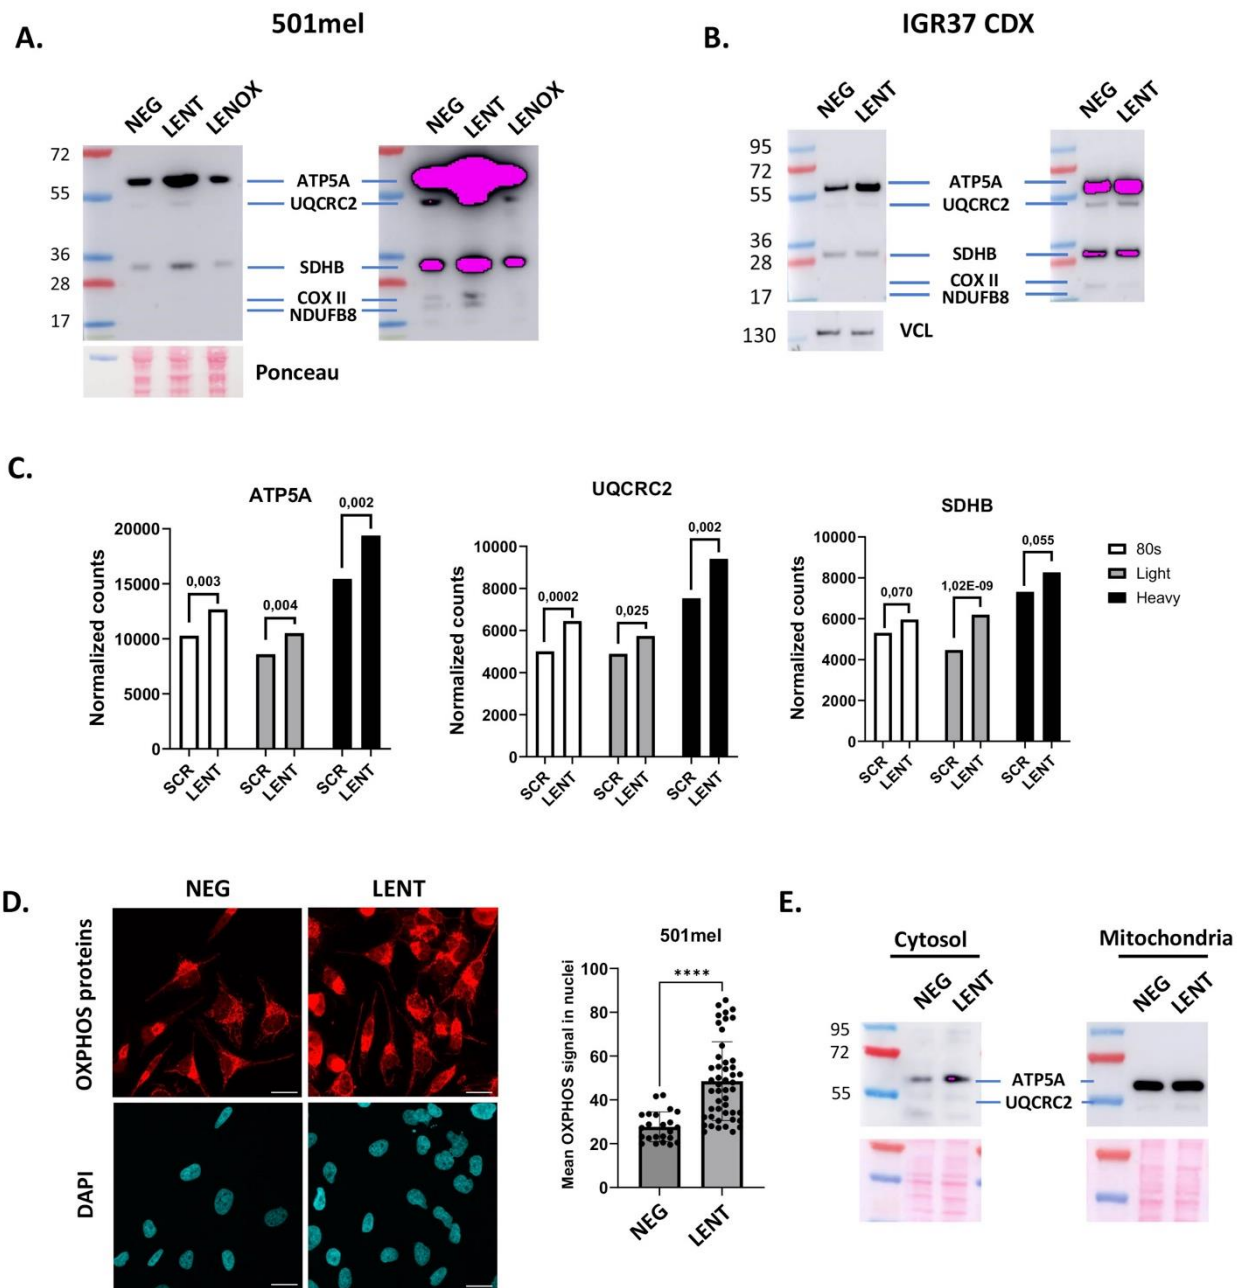 501mel
IGR37 CDX
A.
B.
NEG
LENT
LENOX
NEG
LENT
LENOX
NEG
LENT
NEG
LENT
72
55
36
28
17
ATP5A
UQCRC2
SDHB
COX II
NDUFB8
95
72
55
36
28
17
130
ATP5A
UQCRC2
SDHB
COX II
NDUFB8
VCL
Ponceau
C.
ATP5A
Normalized counts
20000
15000
10000
5000
0
0,003
0,004
0,002
SCR
LENT
SCR
LENT
SCR
LENT
UQCRC2
Normalized counts
10000
8000
6000
4000
2000
0
0,0002
0,025
0,002
SCR
LENT
SCR
LENT
SCR
LENT
SDHB
Normalized counts
10000
8000
6000
4000
2000
0
0,070
1,02E-09
0,055
SCR
LENT
SCR
LENT
SCR
LENT
80s
Light
Heavy
D.
NEG
LENT
OXPHOS proteins
DAPI
501mel
Mean OXPHOS signal in nuclei
100
80
60
40
20
0
****
NEG
LENT
E.
Cytosol
Mitochondria
NEG
LENT
NEG
LENT
95
72
55
ATP5A
UQCRC2